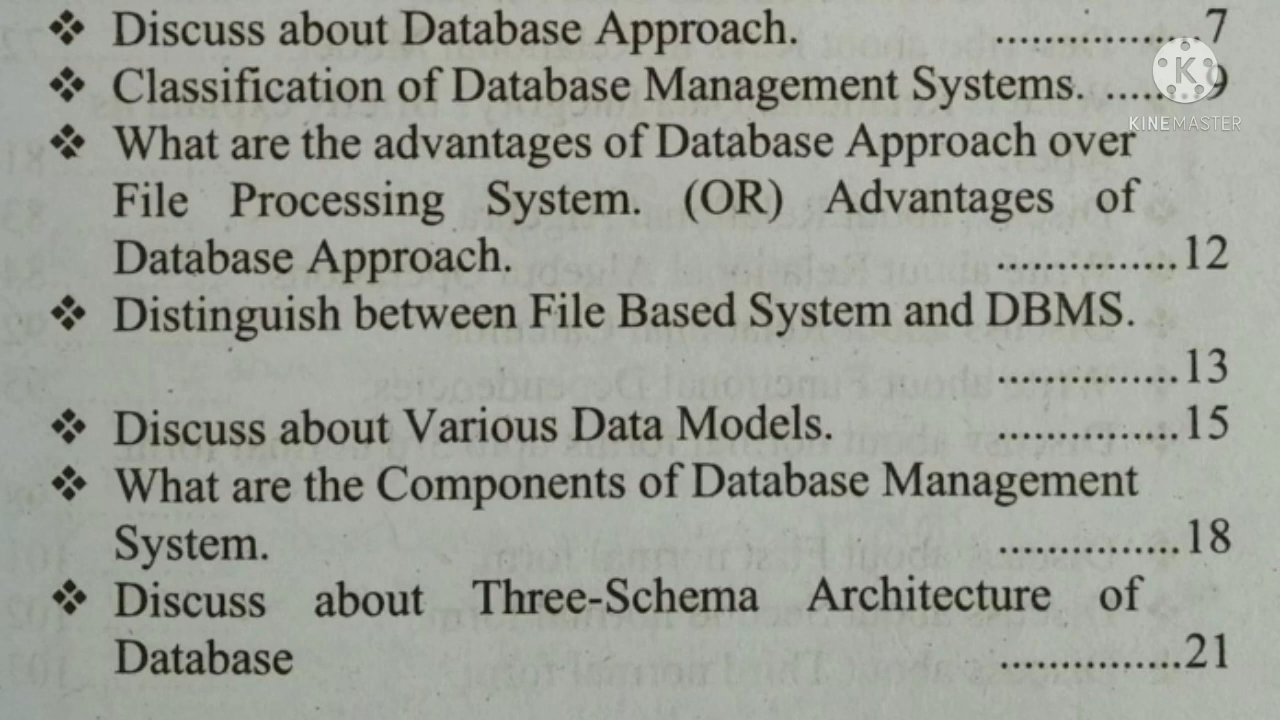 ❖ Discuss about Database Approach. .................7
❖ Classification of Database Management Systems. .......9
K
KINEMASTER
❖ What are the advantages of Database Approach over
File Processing System. (OR) Advantages of
Database Approach. ...............12
❖ Distinguish between File Based System and DBMS.
...............13
❖ Discuss about Various Data Models. ...............15
❖ What are the Components of Database Management
System. ...............18
❖ Discuss about Three-Schema Architecture of
Database ...............21